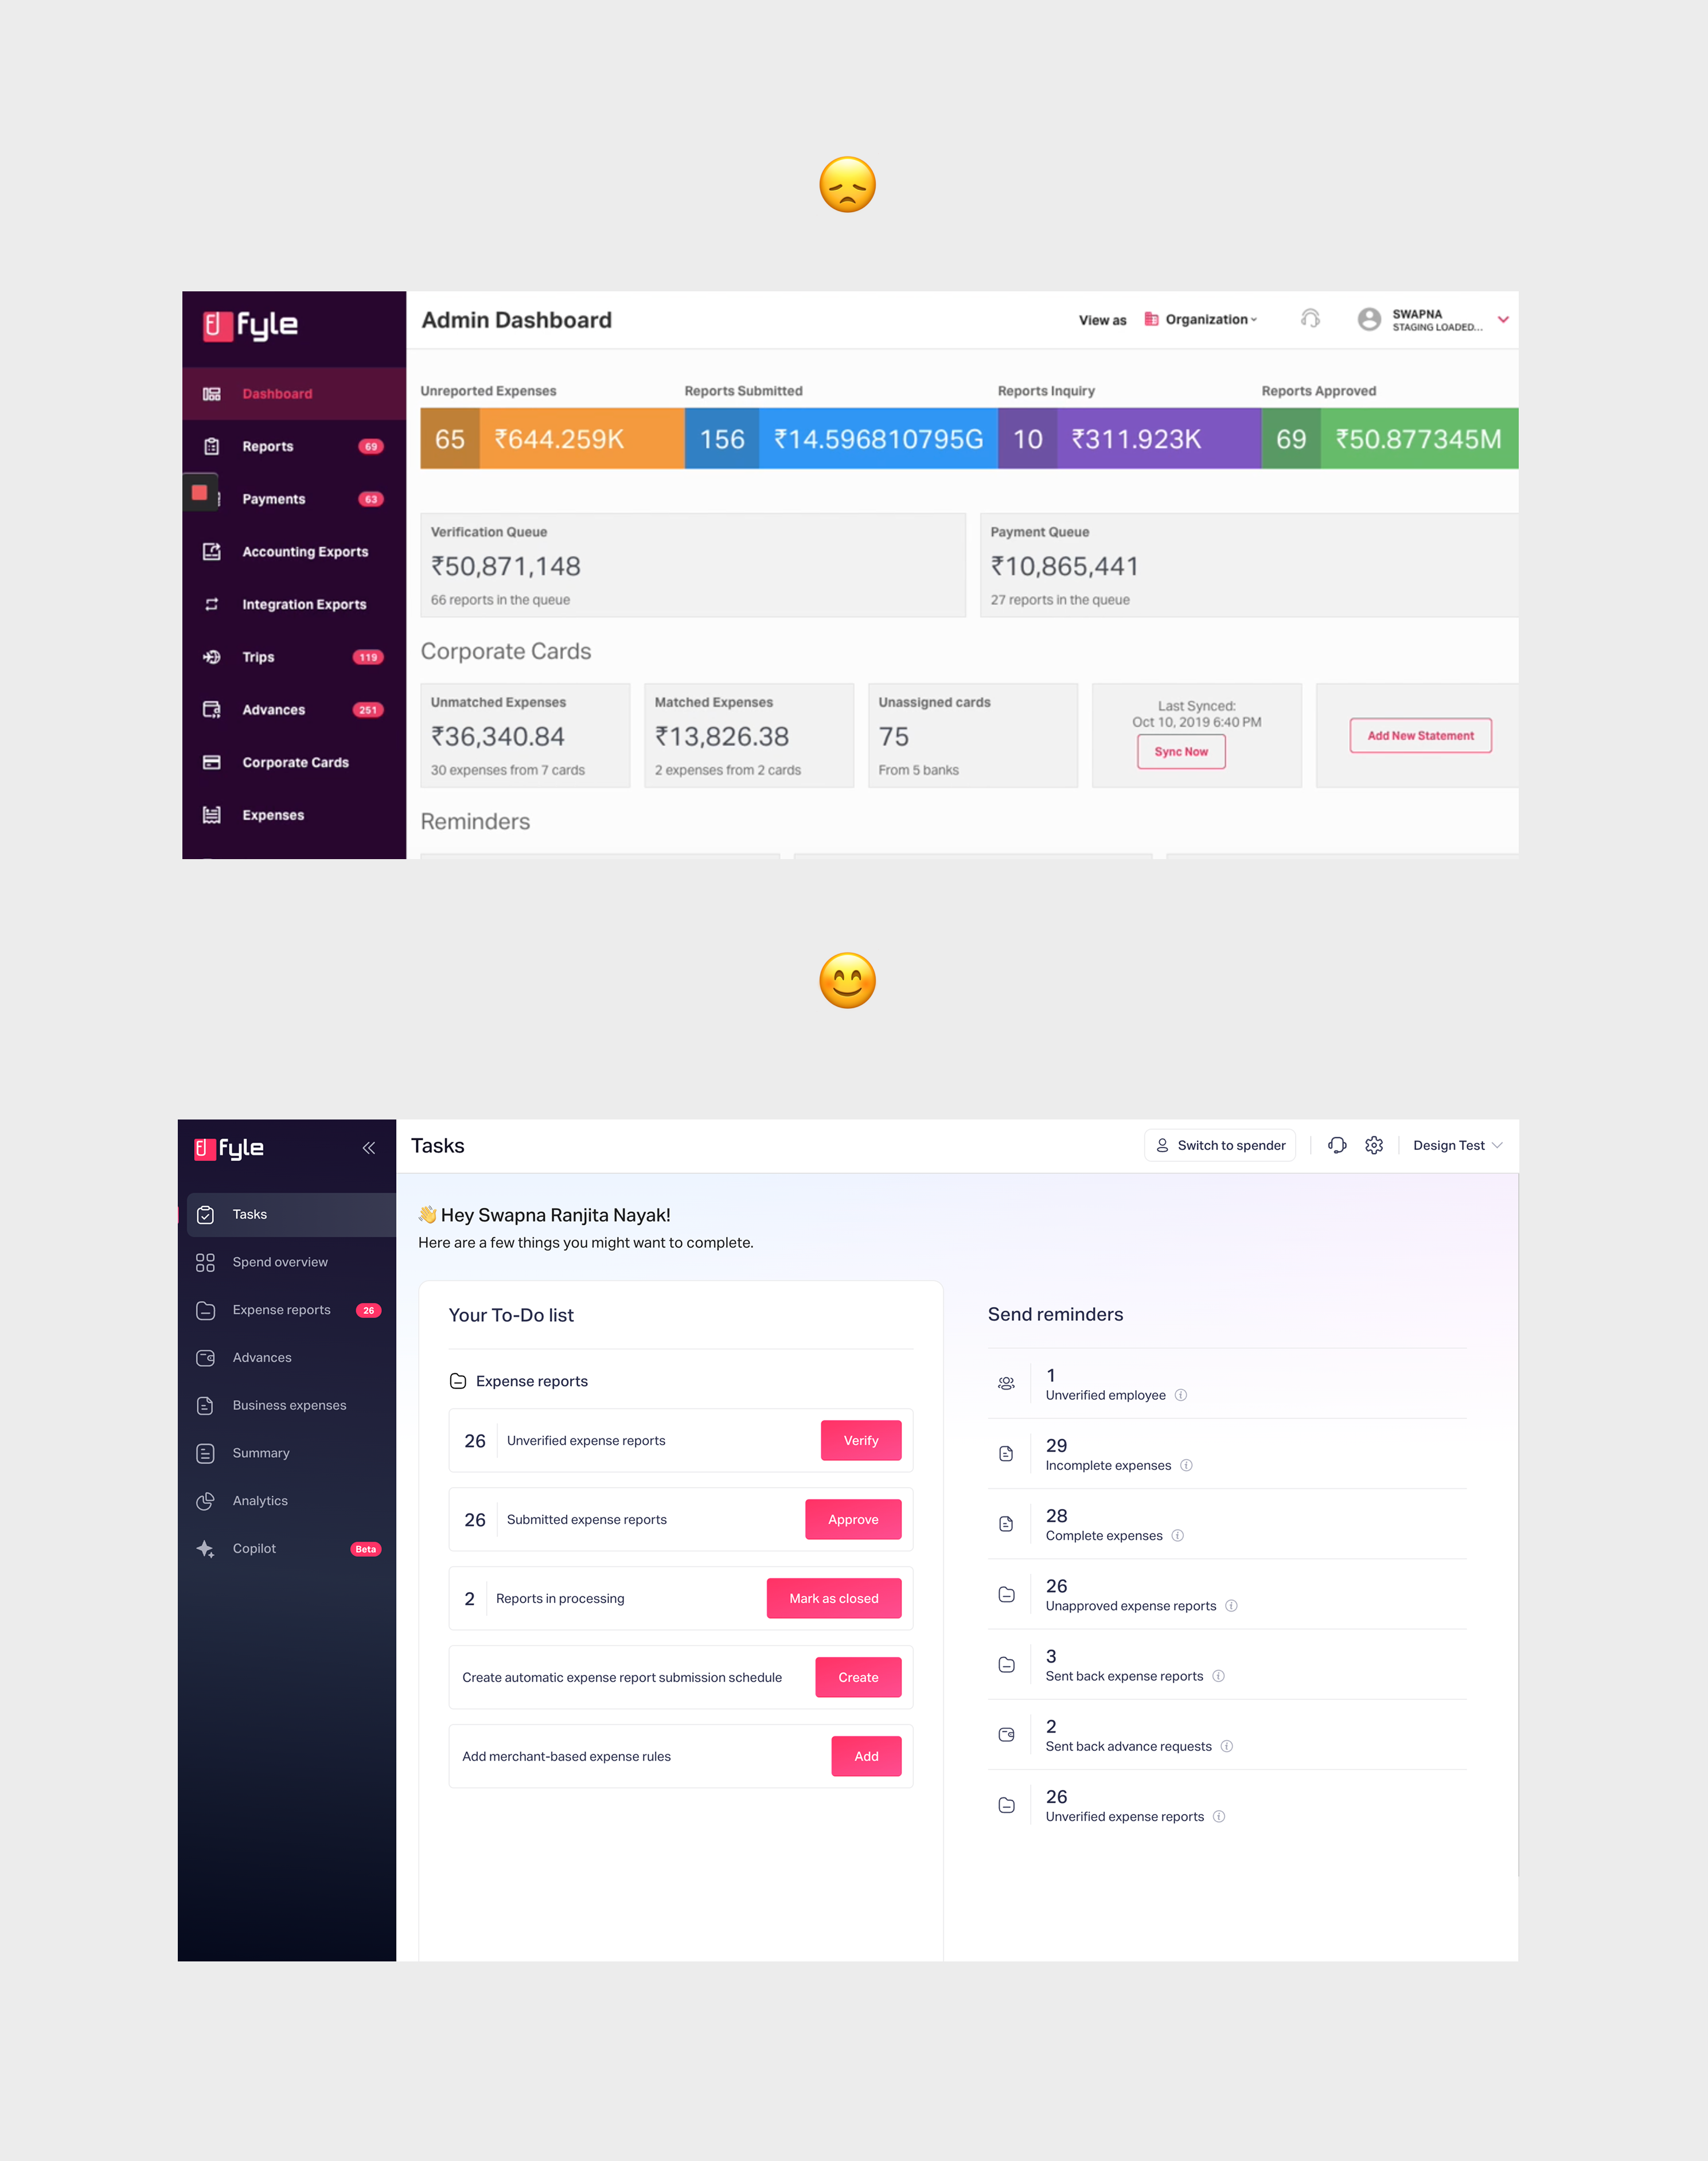 fyle
Admin Dashboard
View as
Organization
SWAPNA
STAGING LOADED...
Dashboard
Reports
69
Payments
63
Accounting Exports
Integration Exports
Trips
119
Advances
251
Corporate Cards
Expenses
Unreported Expenses
65
₹644.259K
Reports Submitted
156
₹14.596810795G
Reports Inquiry
10
₹311.923K
Reports Approved
69
₹50.877345M
Verification Queue
₹50,871,148
66 reports in the queue
Payment Queue
₹10,865,441
27 reports in the queue
Corporate Cards
Unmatched Expenses
₹36,340.84
30 expenses from 7 cards
Matched Expenses
₹13,826.38
2 expenses from 2 cards
Unassigned cards
75
From 5 banks
Last Synced:
Oct 10, 2019 6:40 PM
Sync Now
Add New Statement
Reminders
fyle
Tasks
Switch to spender
Design Test
Tasks
Spend overview
Expense reports
26
Advances
Business expenses
Summary
Analytics
Copilot
Beta
👋 Hey Swapna Ranjita Nayak!
Here are a few things you might want to complete.
Your To-Do list
Expense reports
26
Unverified expense reports
Verify
26
Submitted expense reports
Approve
2
Reports in processing
Mark as closed
Create automatic expense report submission schedule
Create
Add merchant-based expense rules
Add
Send reminders
1
Unverified employee
29
Incomplete expenses
28
Complete expenses
26
Unapproved expense reports
3
Sent back expense reports
2
Sent back advance requests
26
Unverified expense reports